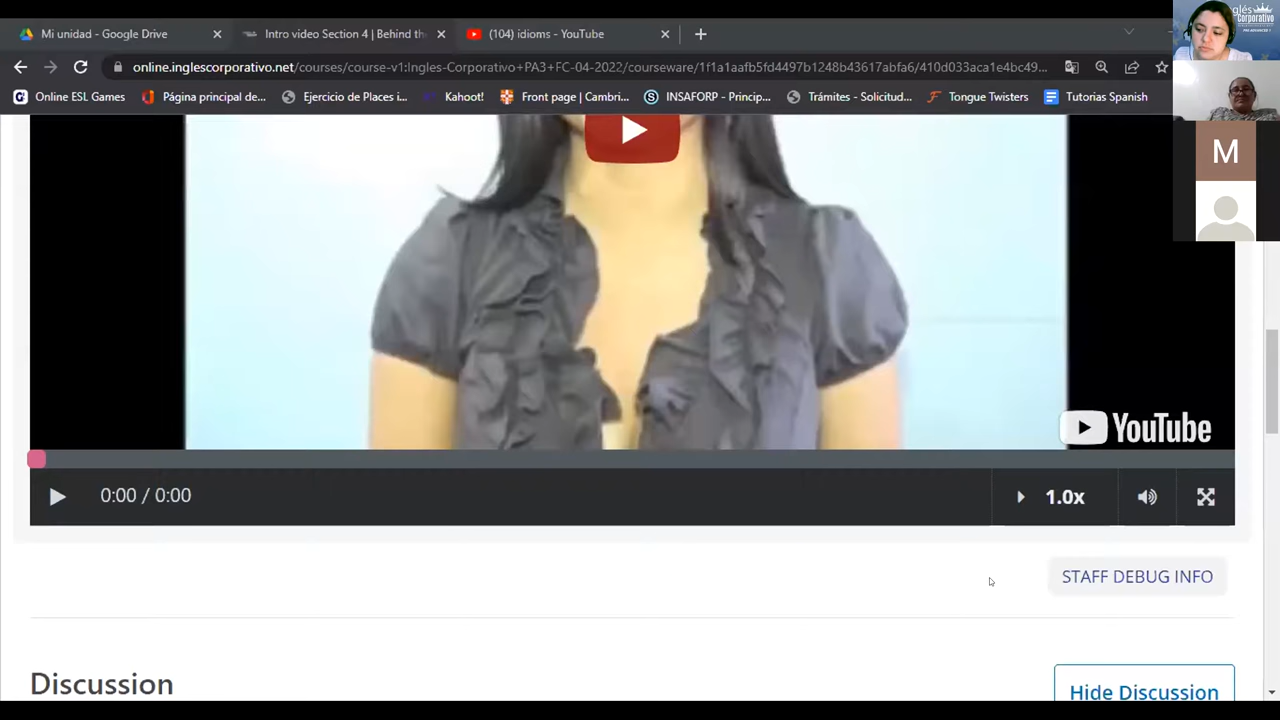 Mi unidad - Google Drive
Intro video Section 4 | Behind th
(104) idioms - YouTube
online.inglescorporativo.net/courses/course-v1:Ingles-Corporativo+PA3+FC-04-2022/courseware/1f1a1aafb5fd4497b1248b43617abfa6/410d033aca1e4bc49...
Online ESL Games
Página principal de...
Ejercicio de Places i...
Kahoot!
Front page | Cambri...
INSAFORP - Princip...
Trámites - Solicitud...
Tongue Twisters
Tutorias Spanish
Corporativo
PRE ADVANCED
M
YouTube
0:00 / 0:00
1.0x
STAFF DEBUG INFO
Discussion
Hide Discussion